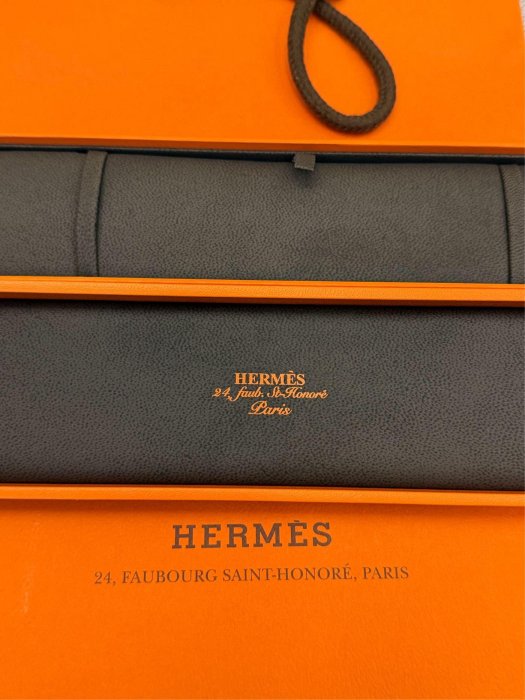 HERMÈS
24, faub. St-Honoré
Paris
HERMÈS
24, FAUBOURG SAINT-HONORÉ, PARIS